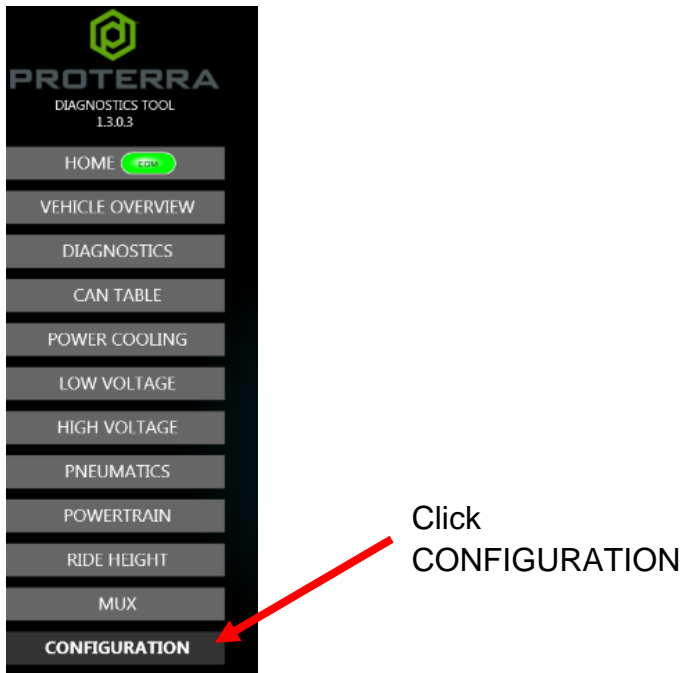 PROTERRA
DIAGNOSTICS TOOL
1.3.0.3
HOME COM
VEHICLE OVERVIEW
DIAGNOSTICS
CAN TABLE
POWER COOLING
LOW VOLTAGE
HIGH VOLTAGE
PNEUMATICS
POWERTRAIN
RIDE HEIGHT
MUX
CONFIGURATION
Click
CONFIGURATION